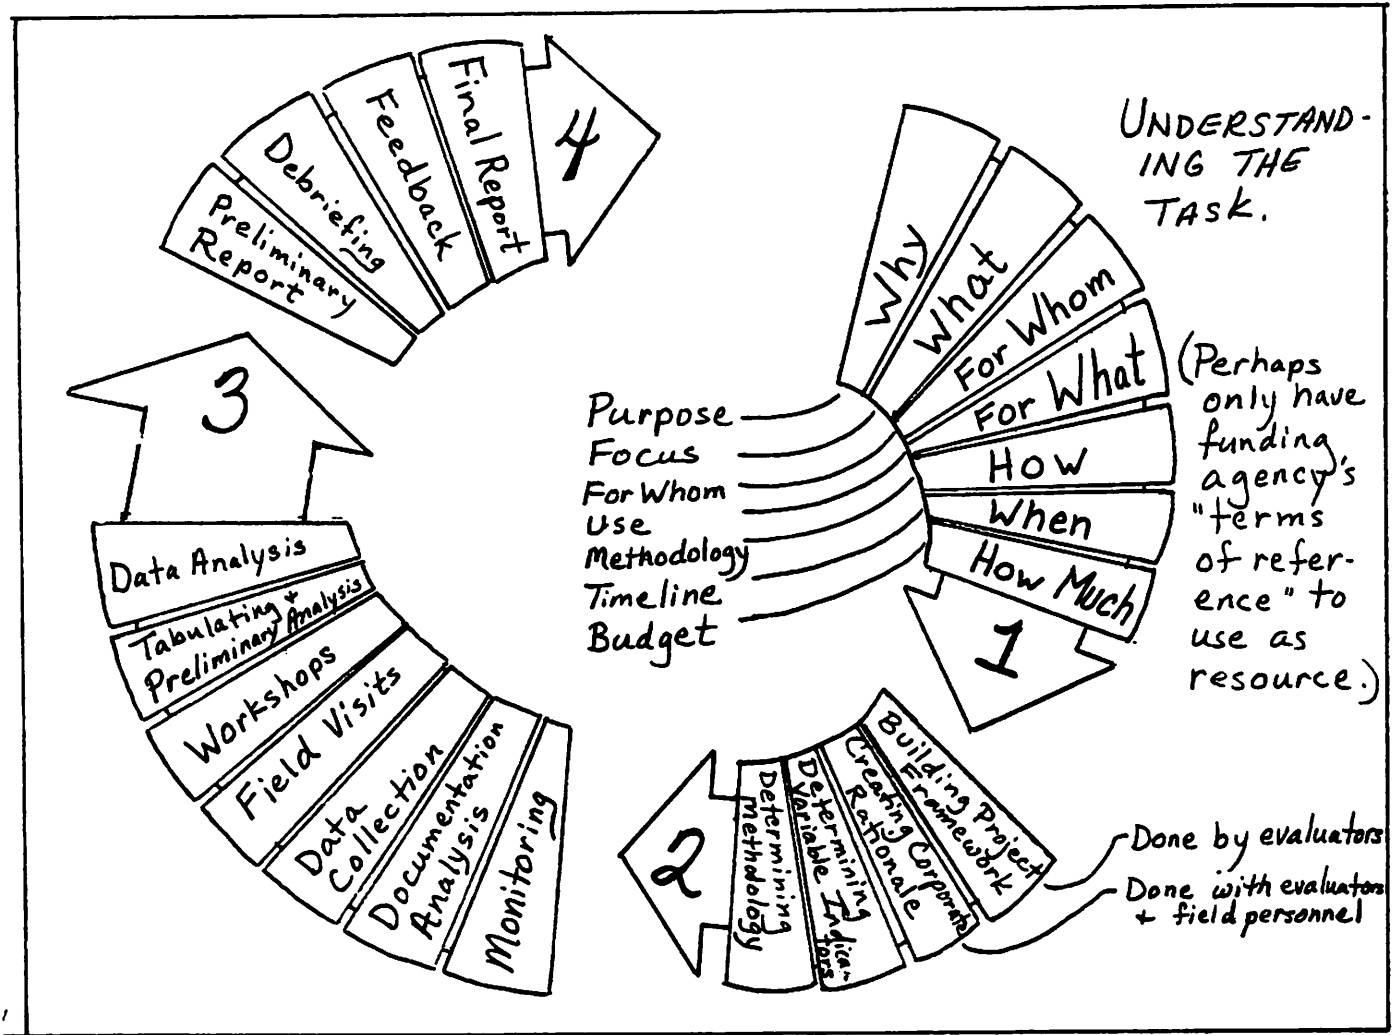 UNDERSTAND-
ING THE
TASK.
Why
What
For Whom
For What
How
When
How Much
1
(Perhaps
only have
funding
agency's
"terms
of refer-
ence" to
use as
resource.)
Purpose
Focus
For Whom
Use
Methodology
Timeline
Budget
Building Project
Framework
Creating Corporate
Rationale
Determining
Variable Indica-
tors
Determining
methodology
2
Done by evaluators
Done with evaluators
+ field personnel
Monitoring
Documentation
Analysis
Data
Collection
Field Visits
Workshops
Tabulating +
Preliminary Analysis
Data Analysis
3
Preliminary
Report
Debriefing
Feedback
Final Report
4